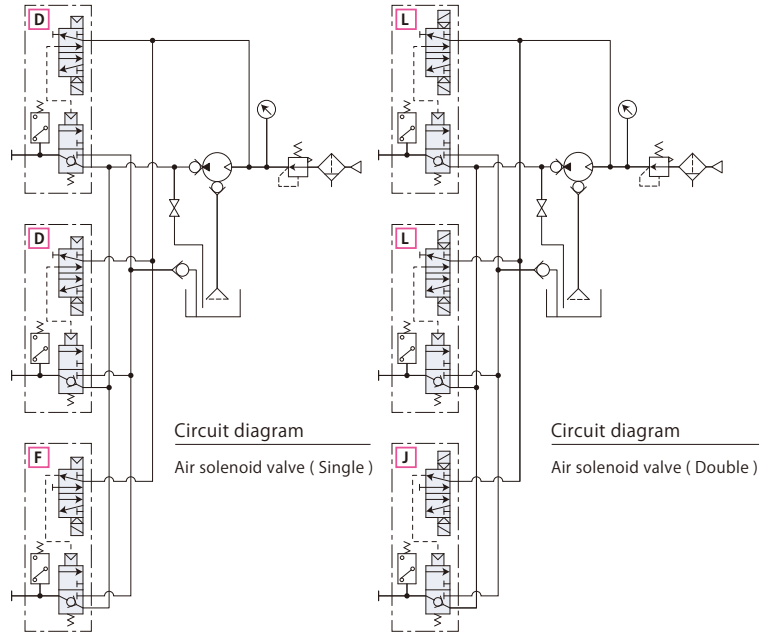 D
D
F
Circuit diagram
Air solenoid valve ( Single )
L
L
J
Circuit diagram
Air solenoid valve ( Double )